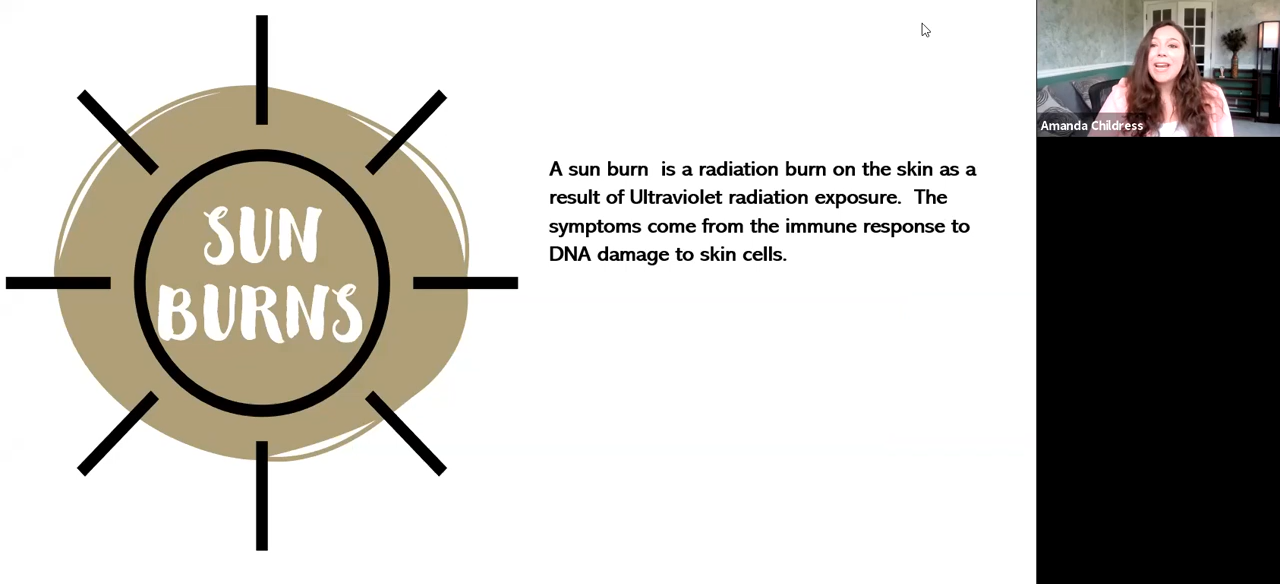 SUN
BURNS
A sun burn  is a radiation burn on the skin as a
result of Ultraviolet radiation exposure.  The
symptoms come from the immune response to
DNA damage to skin cells.
Amanda Childress